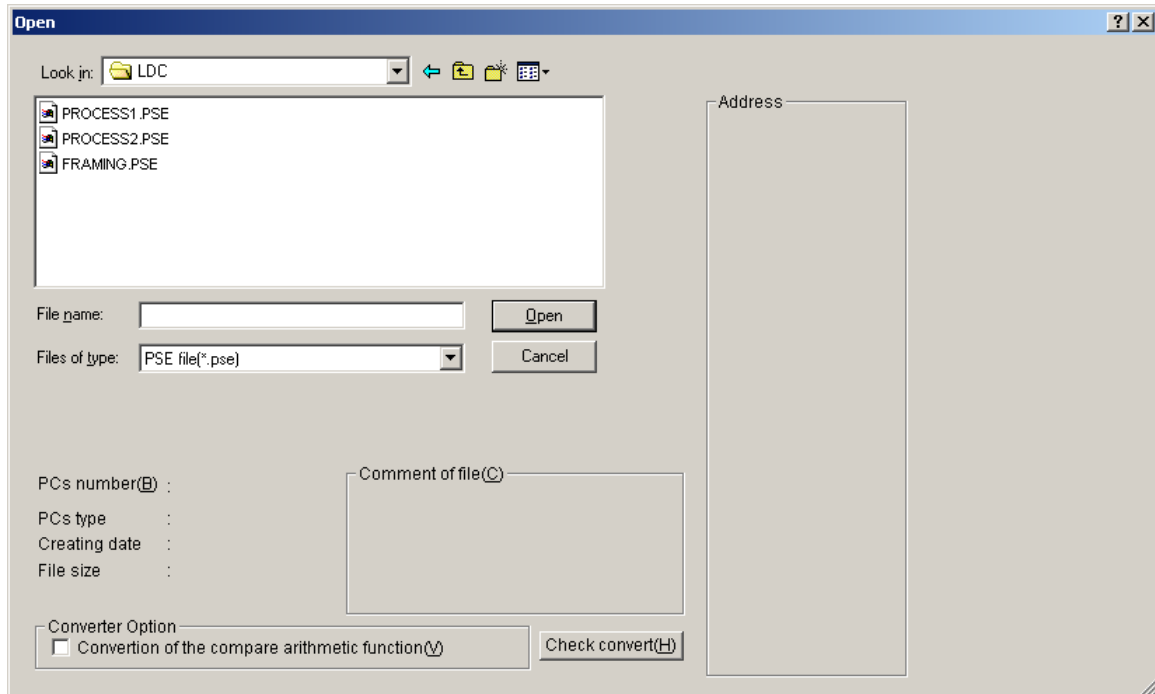 Open
Look in: LDC
PROCESS1.PSE
PROCESS2.PSE
FRAMING.PSE
File name:
Open
Files of type: PSE file(*.pse)
Cancel
Address
PCs number(B) :
PCs type :
Creating date :
File size :
Comment of file(C)
Converter Option
Convertion of the compare arithmetic function(V)
Check convert(H)